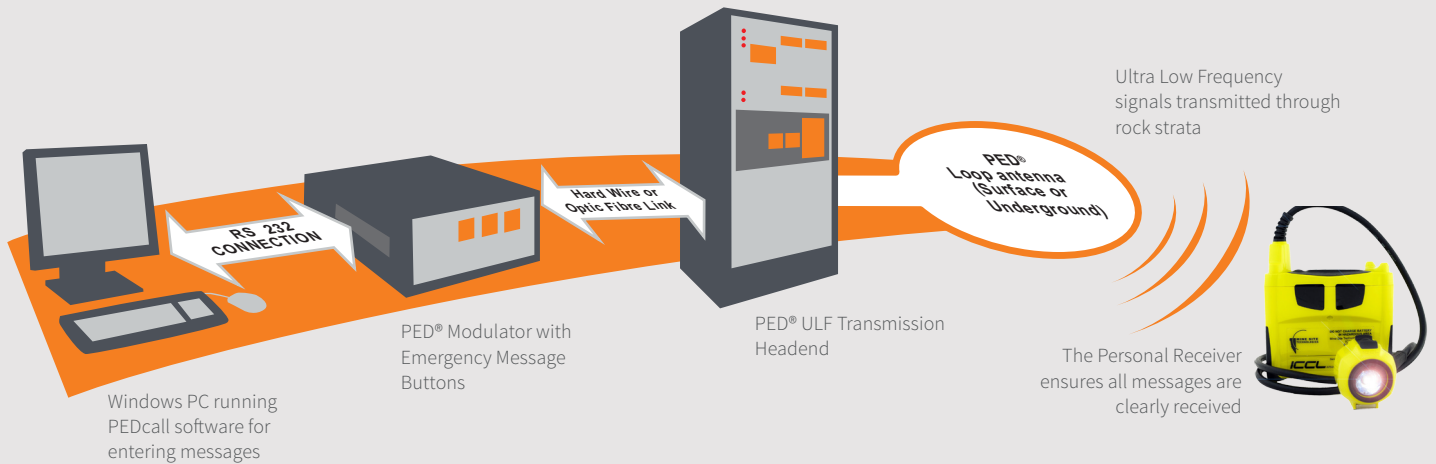 Windows PC running
PEDcall software for
entering messages
RS 232
CONNECTION
PED® Modulator with
Emergency Message
Buttons
Hard Wire or
Optic Fibre Link
PED® ULF Transmission
Headend
PED®
Loop antenna
(Surface or
Underground)
Ultra Low Frequency
signals transmitted through
rock strata
The Personal Receiver
ensures all messages are
clearly received
ICCL